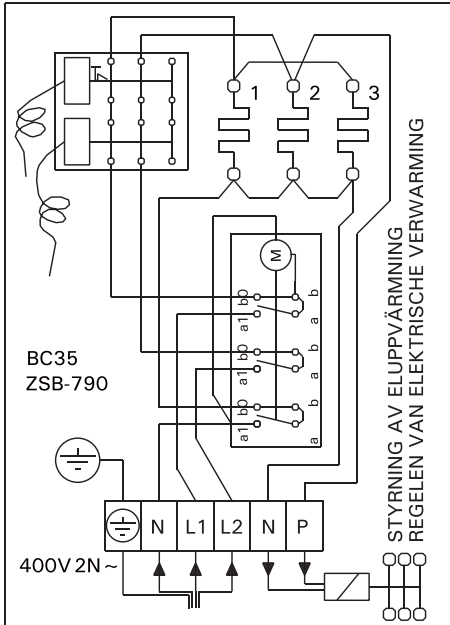 1 2 3
M
b0 b
a1 a
b0 b
a1 a
b0 b
a1 a
BC35
ZSB-790
N L1 L2 N P
400V 2N~
STYRNING AV ELUPPVÄRMNING
REGELEN VAN ELEKTRISCHE VERWARMING